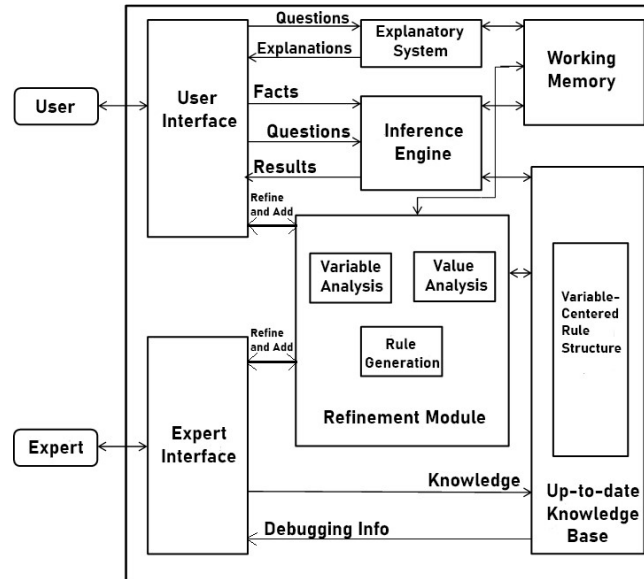 Questions
Explanations
Explanatory
System
Working
Memory
User
User
Interface
Facts
Questions
Results
Inference
Engine
Refine
and Add
Variable
Analysis
Value
Analysis
Rule
Generation
Refinement Module
Variable-
Centered
Rule
Structure
Refine
and Add
Expert
Expert
Interface
Knowledge
Debugging Info
Up-to-date
Knowledge
Base